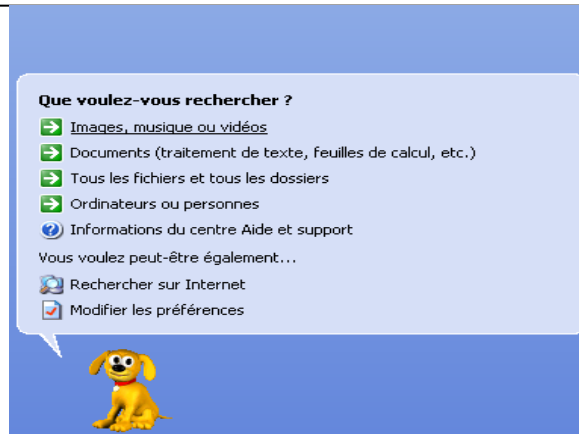 Que voulez-vous rechercher ?
Images, musique ou vidéos
Documents (traitement de texte, feuilles de calcul, etc.)
Tous les fichiers et tous les dossiers
Ordinateurs ou personnes
Informations du centre Aide et support
Vous voulez peut-être également...
Rechercher sur Internet
Modifier les préférences